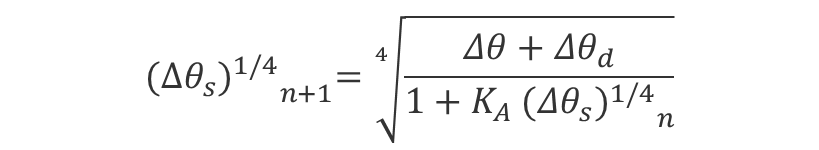 (Δθ_s)^{1/4}_{n+1} = \sqrt[4]{\frac{Δθ + Δθ_d}{1 + K_A (Δθ_s)^{1/4}_n}}